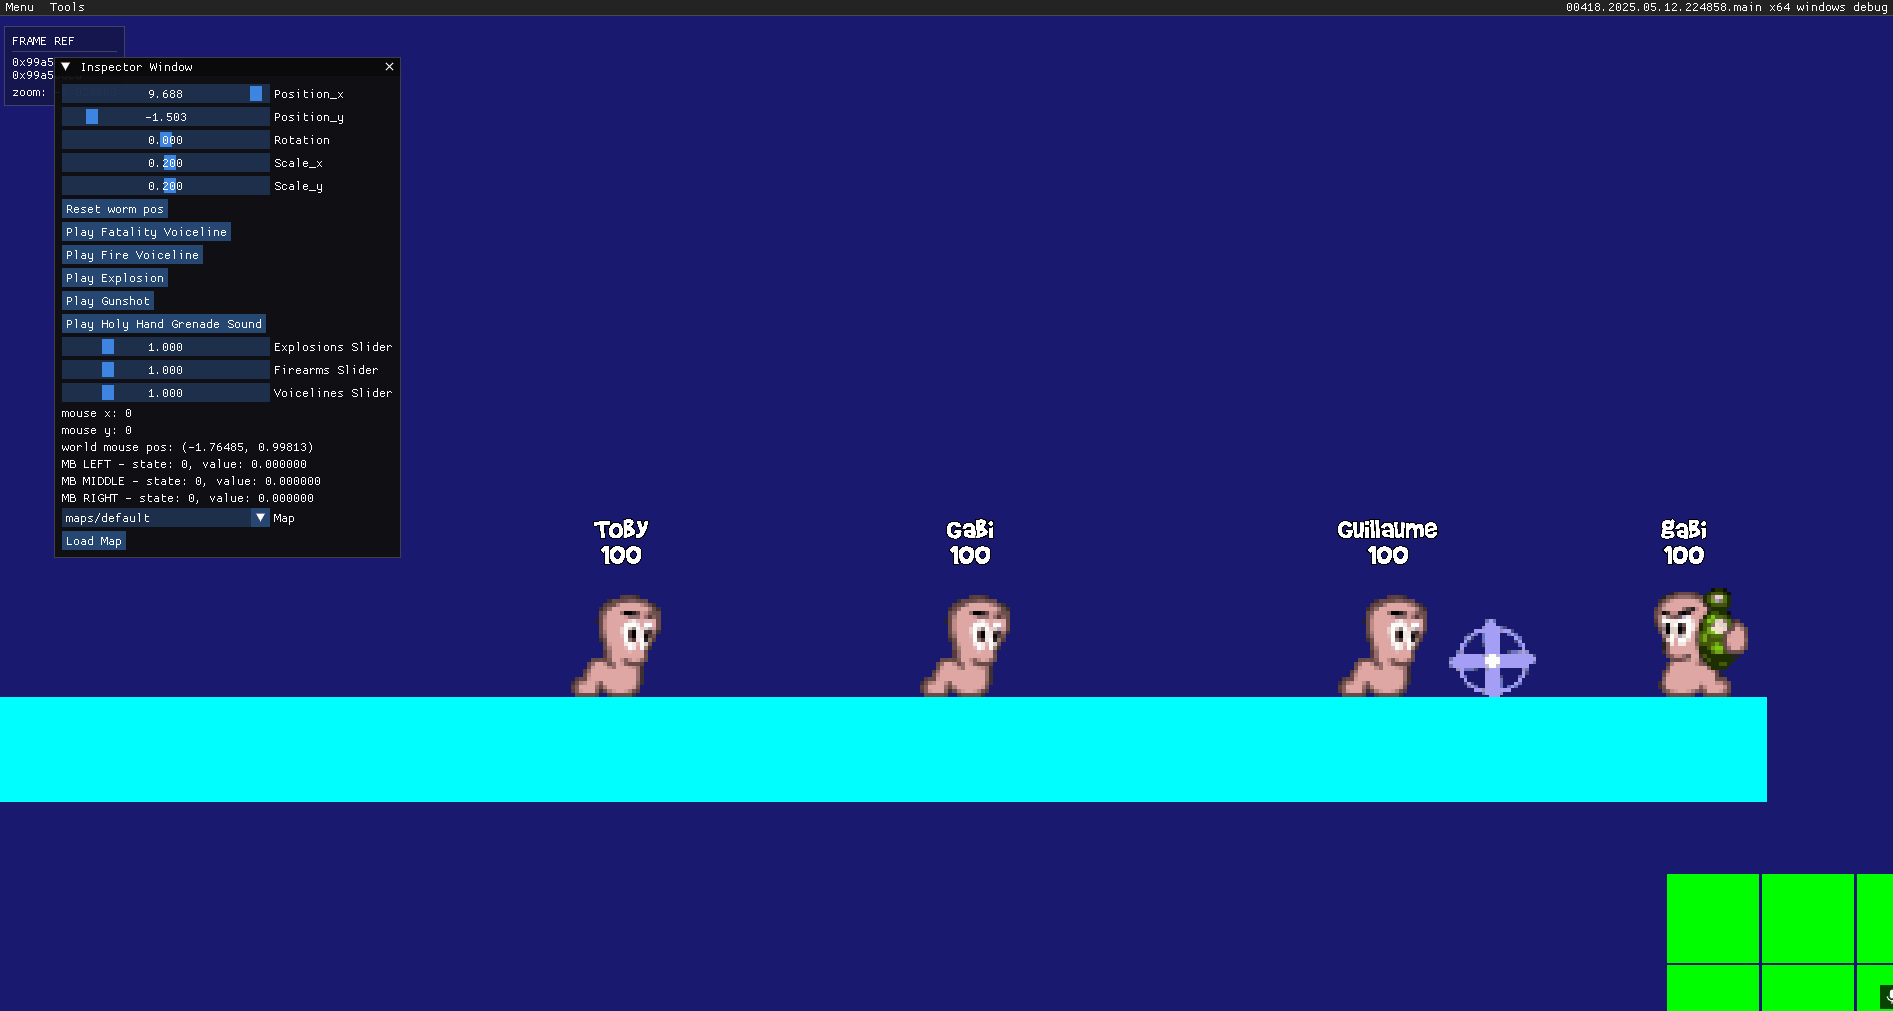 Menu Tools
00418.2025.05.12.224858.main x64 windows debug
FRAME REF
0x99a5
0x99a5
zoom:
Inspector Window
9.688 Position_x
-1.503 Position_y
0.000 Rotation
0.200 Scale_x
0.200 Scale_y
Reset worm pos
Play Fatality Voiceline
Play Fire Voiceline
Play Explosion
Play Gunshot
Play Holy Hand Grenade Sound
1.000 Explosions Slider
1.000 Firearms Slider
1.000 Voicelines Slider
mouse x: 0
mouse y: 0
world mouse pos: (-1.76485, 0.99813)
MB LEFT - state: 0, value: 0.000000
MB MIDDLE - state: 0, value: 0.000000
MB RIGHT - state: 0, value: 0.000000
maps/default Map
Load Map
Toby
100
Gabi
100
Guillaume
100
gabi
100